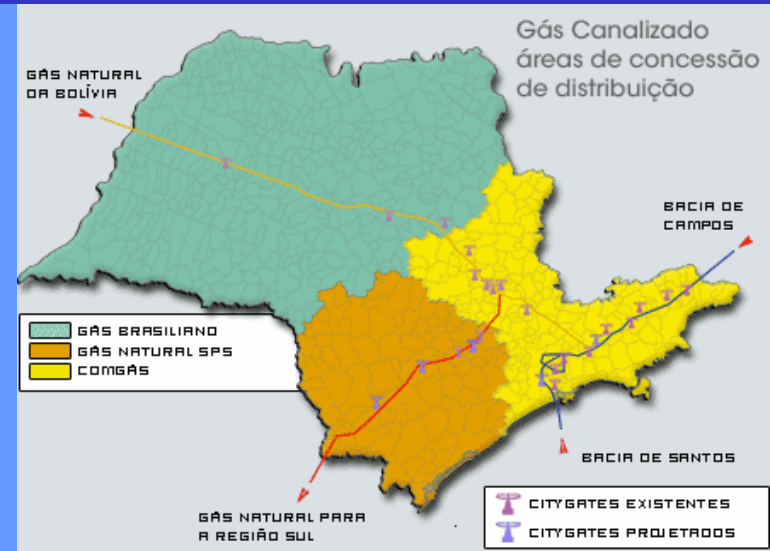 Gás Canalizado
áreas de concessão
de distribuição
GÁS NATURAL
DA BOLÍVIA
BACIA DE
CAMPOS
GÁS BRASILIANO
GÁS NATURAL SPS
COMGÁS
BACIA DE SANTOS
GÁS NATURAL PARA
A REGIÃO SUL
CITYGATES EXISTENTES
CITYGATES PROJETADOS